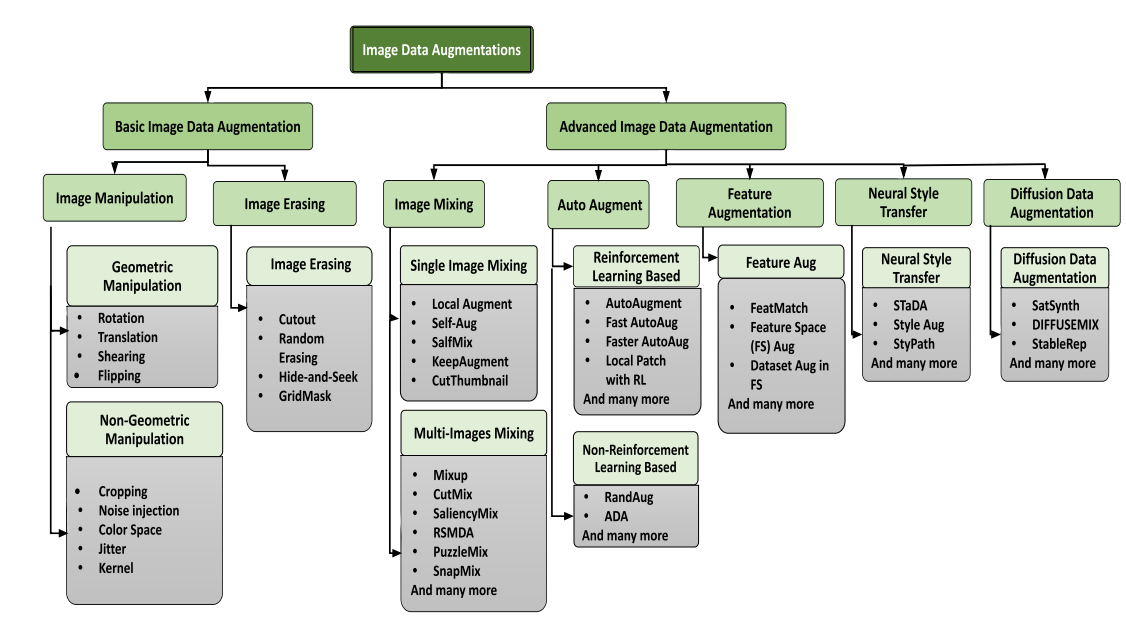 Image Data Augmentations
Basic Image Data Augmentation
Advanced Image Data Augmentation
Image Manipulation
Image Erasing
Image Mixing
Auto Augment
Feature
Augmentation
Neural Style
Transfer
Diffusion Data
Augmentation
Geometric
Manipulation
• Rotation
• Translation
• Shearing
• Flipping
Non-Geometric
Manipulation
• Cropping
• Noise injection
• Color Space
• Jitter
• Kernel
Image Erasing
• Cutout
• Random
Erasing
• Hide-and-Seek
• GridMask
Single Image Mixing
• Local Augment
• Self-Aug
• SalfMix
• KeepAugment
• CutThumbnail
Multi-Images Mixing
• Mixup
• CutMix
• SaliencyMix
• RSMDA
• PuzzleMix
• SnapMix
And many more
Reinforcement
Learning Based
• AutoAugment
• Fast AutoAug
• Faster AutoAug
• Local Patch
with RL
And many more
Non-Reinforcement
Learning Based
• RandAug
• ADA
And many more
Feature Aug
• FeatMatch
• Feature Space
(FS) Aug
• Dataset Aug in
FS
And many more
Neural Style
Transfer
• STaDA
• Style Aug
• StyPath
And many more
Diffusion Data
Augmentation
• SatSynth
• DIFFUSEMIX
• StableRep
And many more